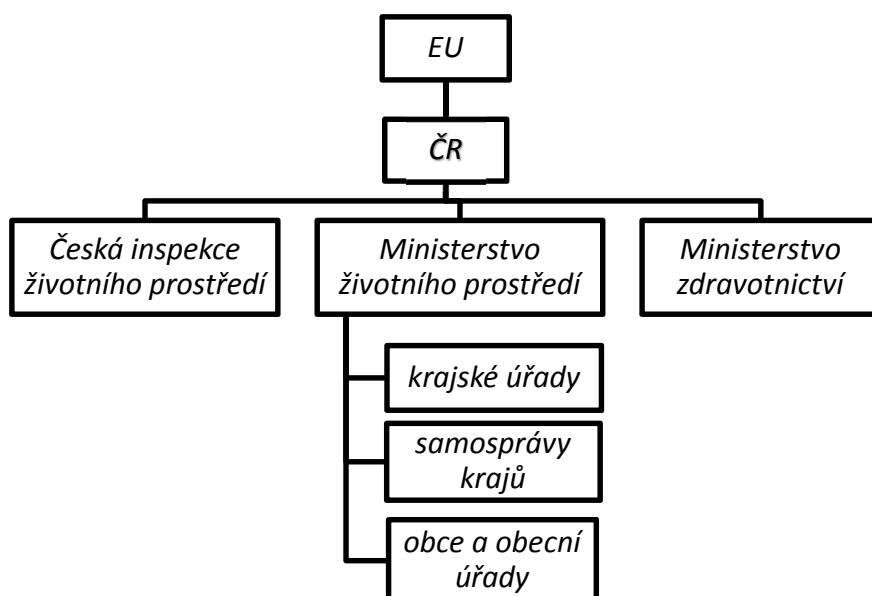 EU
ČR
Česká inspekce
životního prostředí
Ministerstvo
životního prostředí
Ministerstvo
zdravotnictví
krajské úřady
samosprávy
krajů
obce a obecní
úřady